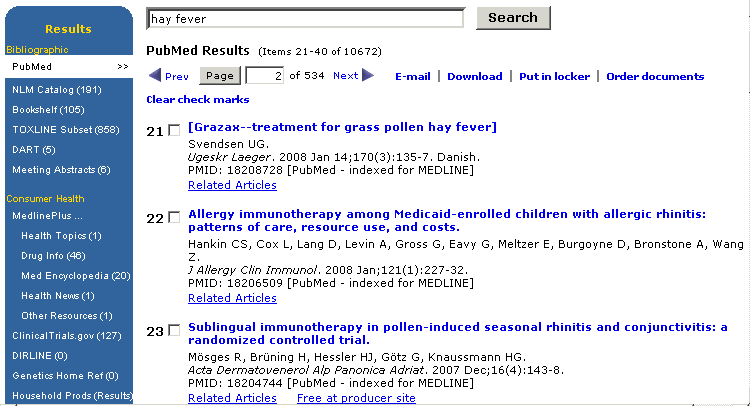 Results
Bibliographic
PubMed >>
NLM Catalog (191)
Bookshelf (105)
TOXLINE Subset (858)
DART (5)
Meeting Abstracts (6)
Consumer Health
MedlinePlus ...
Health Topics (1)
Drug Info (46)
Med Encyclopedia (20)
Health News (1)
Other Resources (1)
ClinicalTrials.gov (127)
DIRLINE (0)
Genetics Home Ref (0)
Household Prods (Results)
hay fever Search
PubMed Results (Items 21-40 of 10672)
Prev Page 2 of 534 Next E-mail | Download | Put in locker | Order documents
Clear check marks
21 [Grazax--treatment for grass pollen hay fever]
Svendsen UG.
Ugeskr Laeger. 2008 Jan 14;170(3):135-7. Danish.
PMID: 18208728 [PubMed - indexed for MEDLINE]
Related Articles
22 Allergy immunotherapy among Medicaid-enrolled children with allergic rhinitis:
patterns of care, resource use, and costs.
Hankin CS, Cox L, Lang D, Levin A, Gross G, Eavy G, Meltzer E, Burgoyne D, Bronstone A, Wang
Z.
J Allergy Clin Immunol. 2008 Jan;121(1):227-32.
PMID: 18206509 [PubMed - indexed for MEDLINE]
Related Articles
23 Sublingual immunotherapy in pollen-induced seasonal rhinitis and conjunctivitis: a
randomized controlled trial.
Mösges R, Brüning H, Hessler HJ, Götz G, Knaussmann HG.
Acta Dermatovenerol Alp Panonica Adriat. 2007 Dec;16(4):143-8.
PMID: 18204744 [PubMed - indexed for MEDLINE]
Related Articles Free at producer site